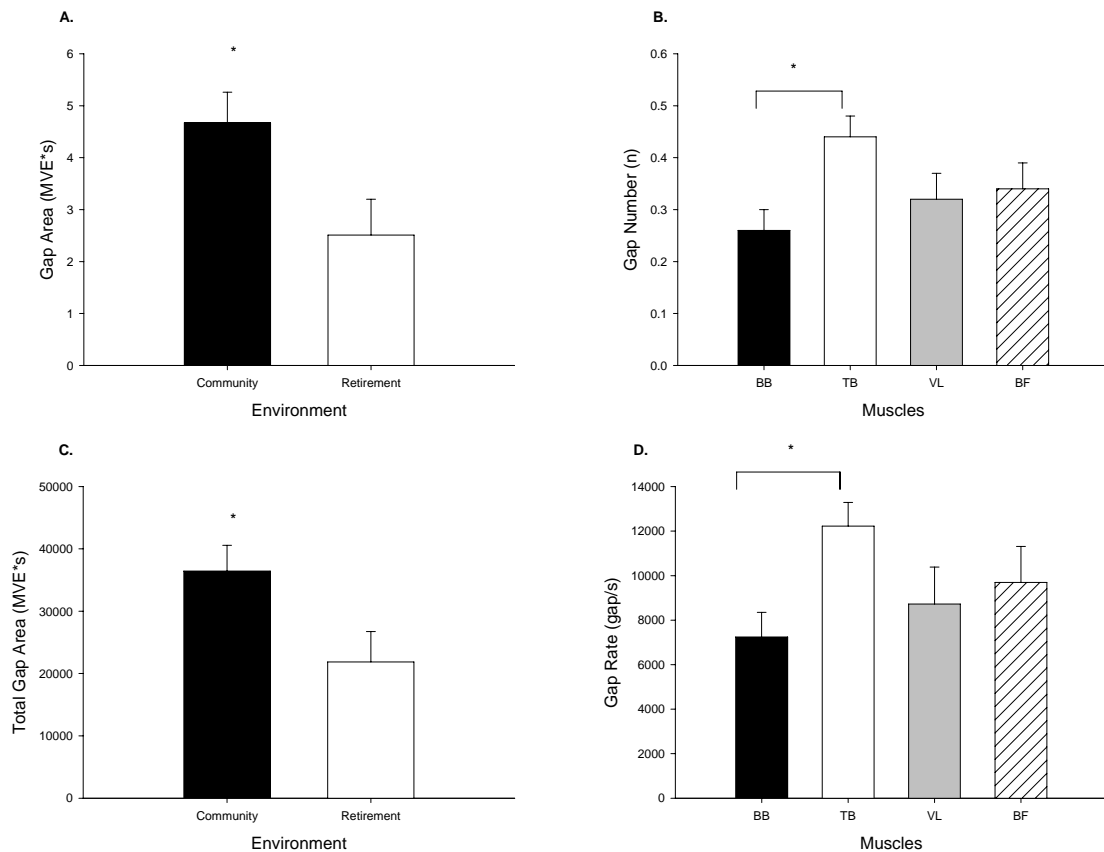 A.
*
6
5
4
3
2
1
0
Gap Area (MVE*s)
Community Retirement
Environment
B.
*
0.6
0.5
0.4
0.3
0.2
0.1
0.0
Gap Number (n)
BB TB VL BF
Muscles
C.
*
50000
40000
30000
20000
10000
0
Total Gap Area (MVE*s)
Community Retirement
Environment
D.
*
14000
12000
10000
8000
6000
4000
2000
0
Gap Rate (gap/s)
BB TB VL BF
Muscles